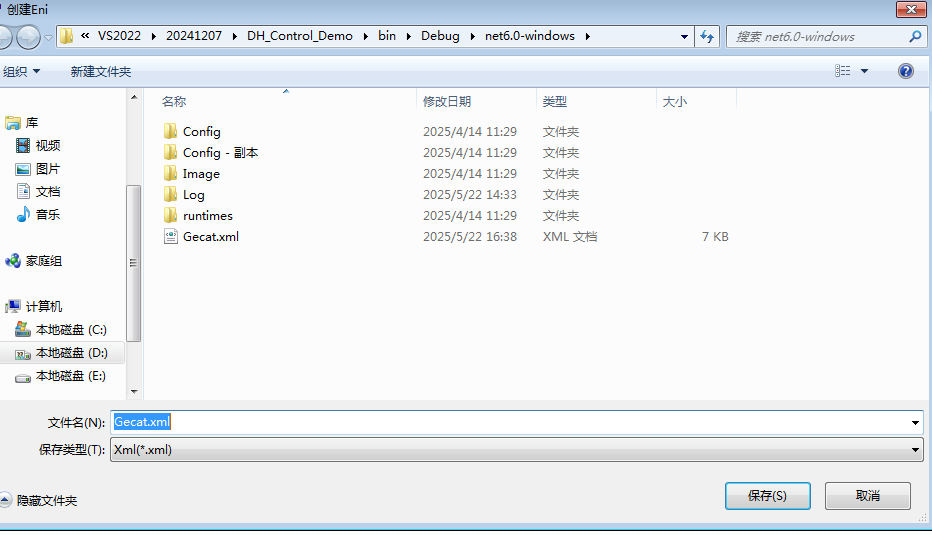 创建Eni
« VS2022 ▸ 20241207 ▸ DH_Control_Demo ▸ bin ▸ Debug ▸ net6.0-windows ▸
搜索 net6.0-windows
组织 新建文件夹
名称 修改日期 类型 大小
库
视频
图片
文档
音乐
家庭组
计算机
本地磁盘 (C:)
本地磁盘 (D:)
本地磁盘 (E:)
Config 2025/4/14 11:29 文件夹
Config - 副本 2025/4/14 11:29 文件夹
Image 2025/4/14 11:29 文件夹
Log 2025/5/22 14:33 文件夹
runtimes 2025/4/14 11:29 文件夹
Gecat.xml 2025/5/22 16:38 XML 文档 7 KB
文件名(N): Gecat.xml
保存类型(T): Xml(*.xml)
隐藏文件夹 保存(S) 取消